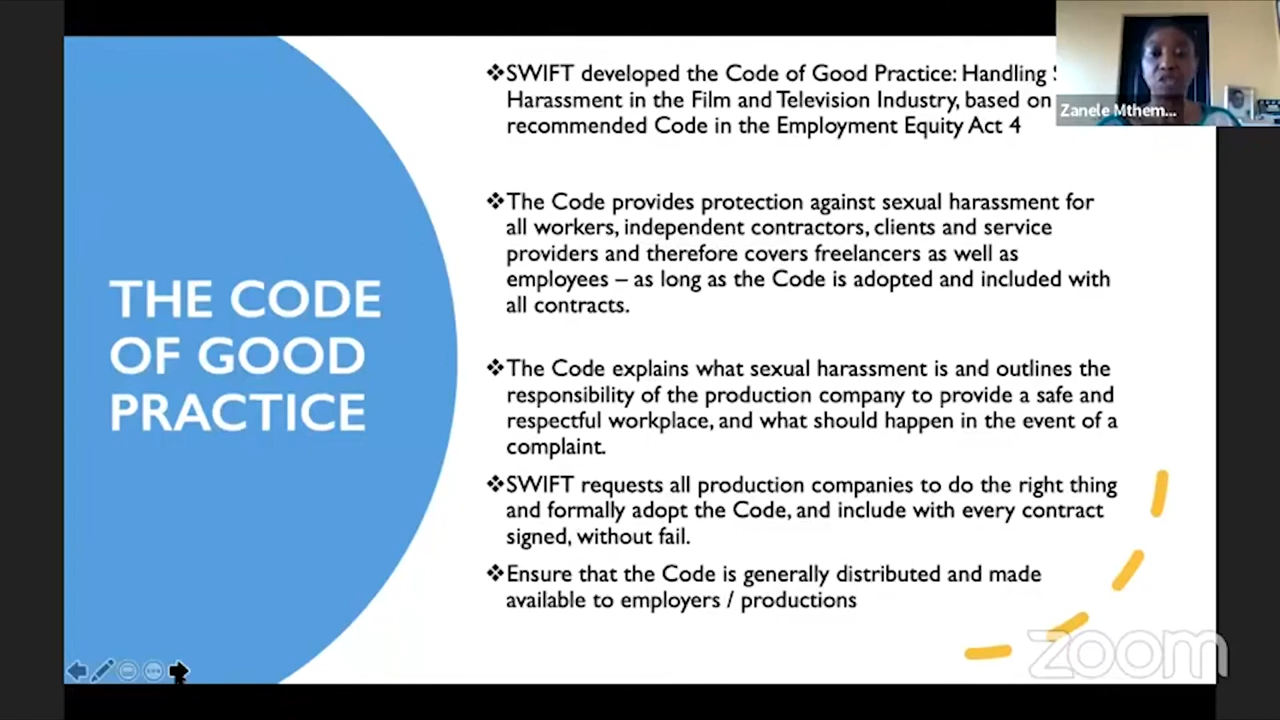 THE CODE
OF GOOD
PRACTICE
❖SWIFT developed the Code of Good Practice: Handling
Harassment in the Film and Television Industry, based on
recommended Code in the Employment Equity Act 4
❖The Code provides protection against sexual harassment for
all workers, independent contractors, clients and service
providers and therefore covers freelancers as well as
employees – as long as the Code is adopted and included with
all contracts.
❖The Code explains what sexual harassment is and outlines the
responsibility of the production company to provide a safe and
respectful workplace, and what should happen in the event of a
complaint.
❖SWIFT requests all production companies to do the right thing
and formally adopt the Code, and include with every contract
signed, without fail.
❖Ensure that the Code is generally distributed and made
available to employers / productions
Zanele Mthem...
zoom